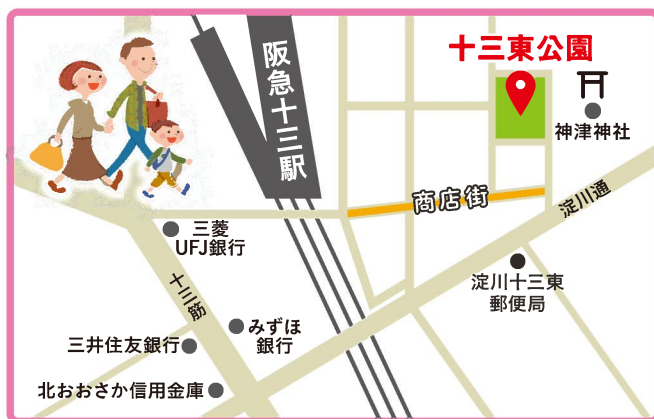 十三東公園
阪急十三駅
神津神社
商店街
淀川通
三菱
UFJ銀行
淀川十三東
郵便局
十三筋
みずほ
銀行
三井住友銀行
北おおさか信用金庫